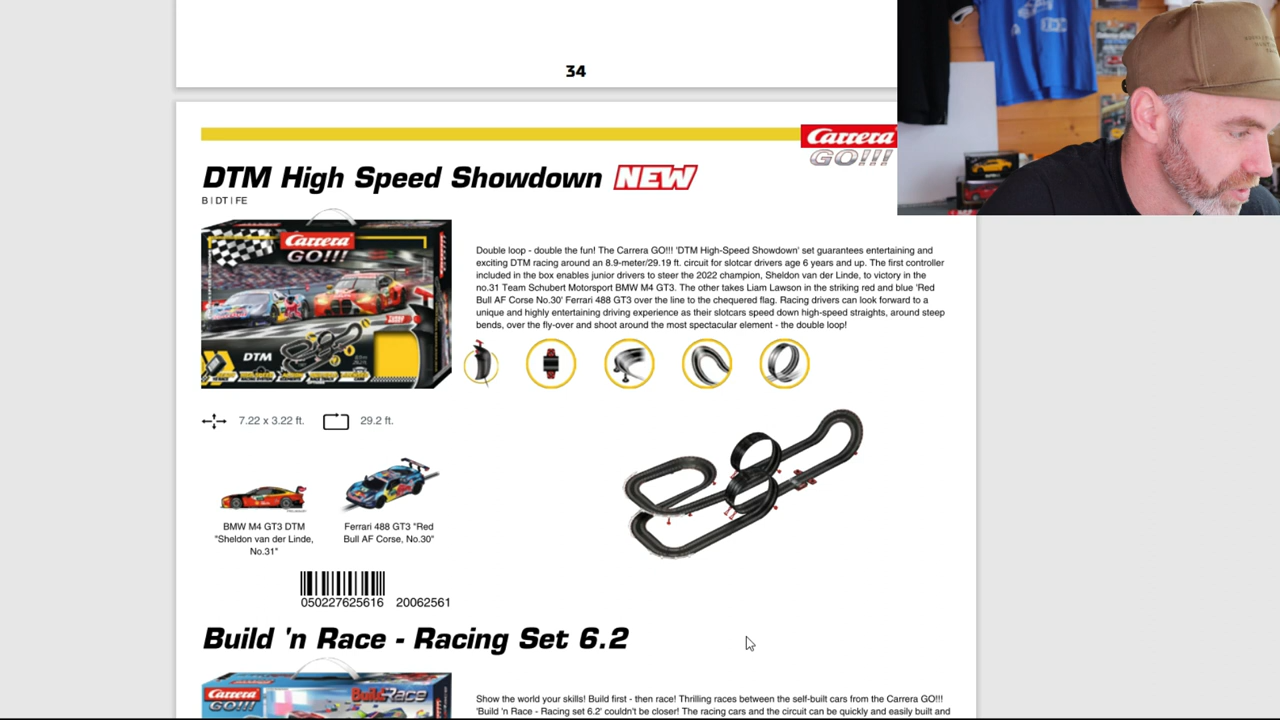 34
Carrera
GO!!!
DTM High Speed Showdown NEW
B | DT | FE
Carrera
GO!!!
DTM
Double loop - double the fun! The Carrera GO!!! 'DTM High-Speed Showdown' set guarantees entertaining and
exciting DTM racing around an 8.9-meter/29.19 ft. circuit for slotcar drivers age 6 years and up. The first controller
included in the box enables junior drivers to steer the 2022 champion, Sheldon van der Linde, to victory in the
no.31 Team Schubert Motorsport BMW M4 GT3. The other takes Liam Lawson in the striking red and blue 'Red
Bull AF Corse No.30' Ferrari 488 GT3 over the line to the chequered flag. Racing drivers can look forward to a
unique and highly entertaining driving experience as their slotcars speed down high-speed straights, around steep
bends, over the fly-over and shoot around the most spectacular element - the double loop!
7.22 x 3.22 ft.
29.2 ft.
BMW M4 GT3 DTM
"Sheldon van der Linde,
No.31"
Ferrari 488 GT3 "Red
Bull AF Corse, No.30"
050227625616 20062561
Build 'n Race - Racing Set 6.2
Carrera
GO!!!
Build Race
Show the world your skills! Build first - then race! Thrilling races between the self-built cars from the Carrera GO!!!
'Build 'n Race - Racing set 6.2' couldn't be closer! The racing cars and the circuit can be quickly and easily built and